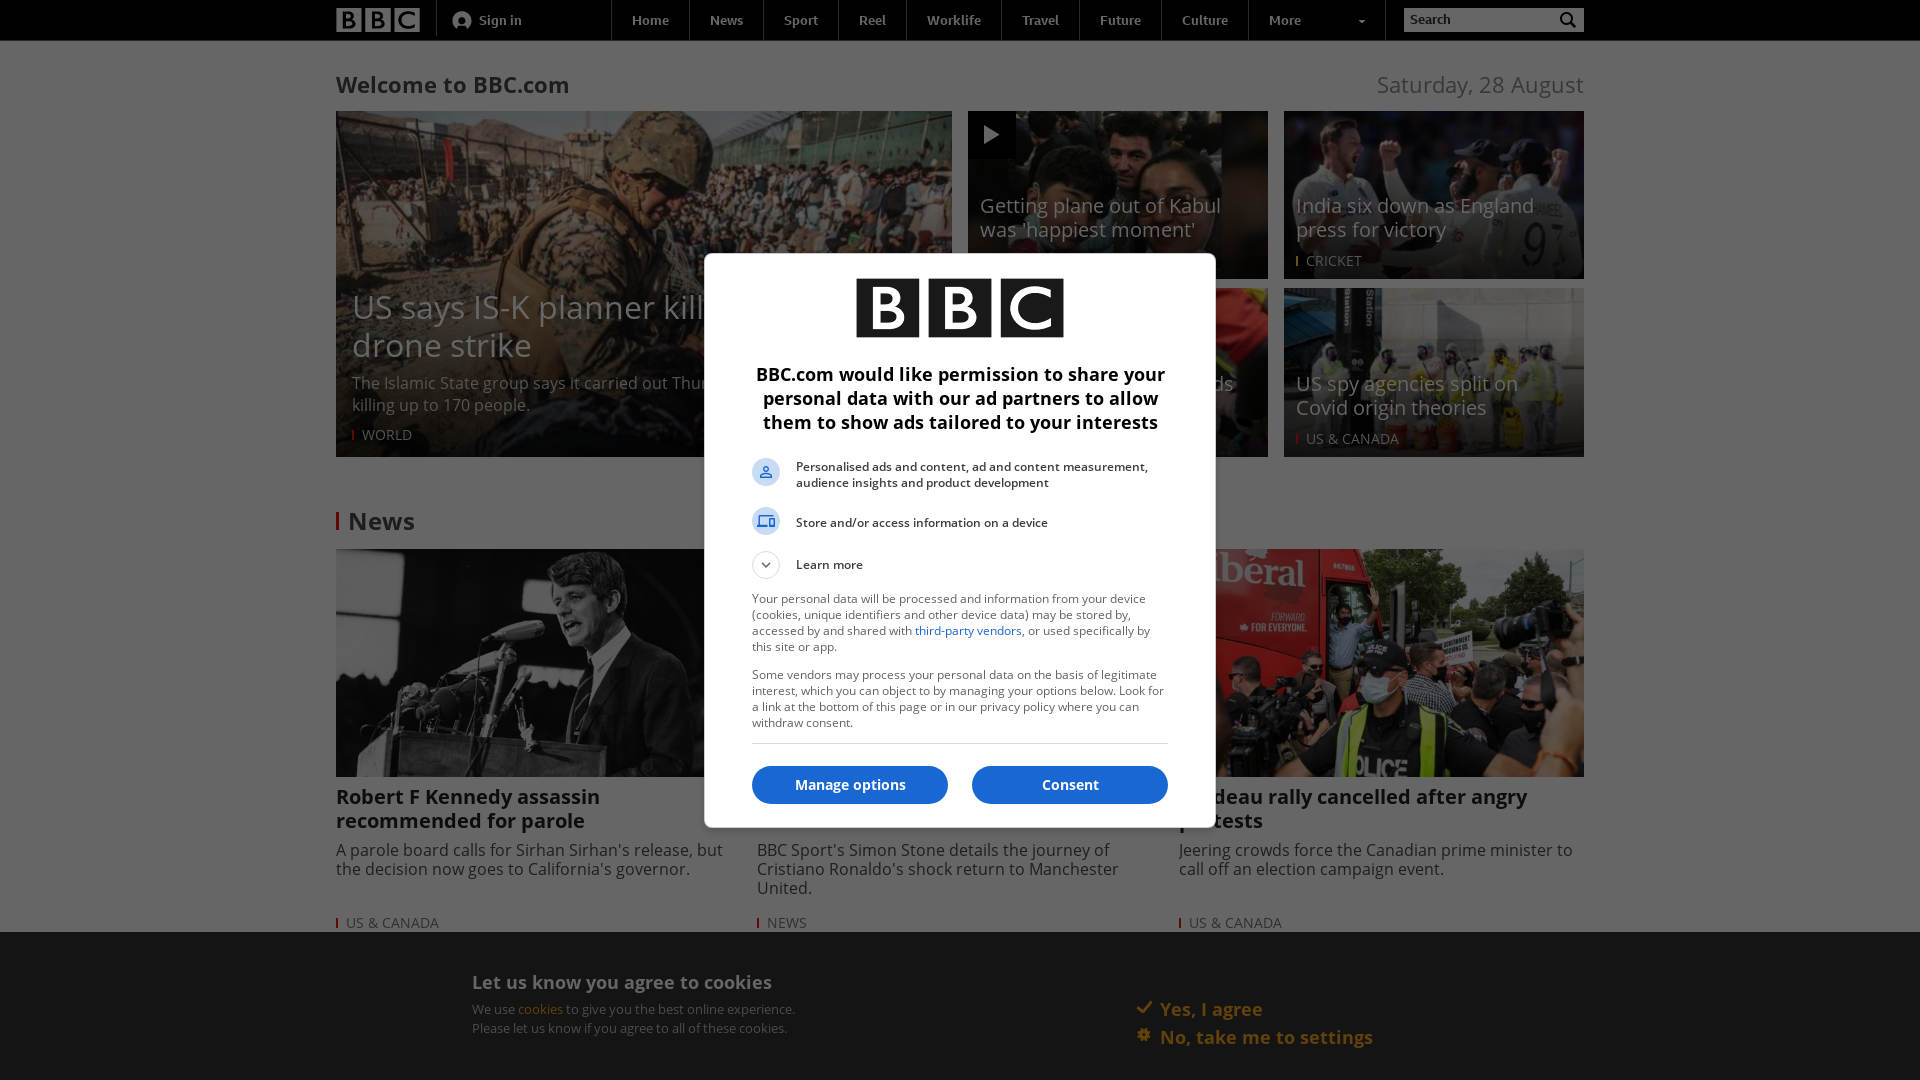 BBC
Sign in
Home
News
Sport
Reel
Worklife
Travel
Future
Culture
More
Search
Welcome to BBC.com
Saturday, 28 August
US says IS-K planner kill
drone strike
The Islamic State group says it carried out Thur
killing up to 170 people.
WORLD
Getting plane out of Kabul
was 'happiest moment'
India six down as England
press for victory
CRICKET
ds
US spy agencies split on
Covid origin theories
US & CANADA
BBC
BBC.com would like permission to share your
personal data with our ad partners to allow
them to show ads tailored to your interests
Personalised ads and content, ad and content measurement,
audience insights and product development
Store and/or access information on a device
Learn more
Your personal data will be processed and information from your device
(cookies, unique identifiers and other device data) may be stored by,
accessed by and shared with third-party vendors, or used specifically by
this site or app.
Some vendors may process your personal data on the basis of legitimate
interest, which you can object to by managing your options below. Look for
a link at the bottom of this page or in our privacy policy where you can
withdraw consent.
Manage options
Consent
News
beral
FORWARD
FOR EVERYONE.
POLICE
POLICE
Robert F Kennedy assassin
recommended for parole
A parole board calls for Sirhan Sirhan's release, but
the decision now goes to California's governor.
US & CANADA
BBC Sport's Simon Stone details the journey of
Cristiano Ronaldo's shock return to Manchester
United.
NEWS
deau rally cancelled after angry
tests
Jeering crowds force the Canadian prime minister to
call off an election campaign event.
US & CANADA
Let us know you agree to cookies
We use cookies to give you the best online experience.
Please let us know if you agree to all of these cookies.
Yes, I agree
No, take me to settings